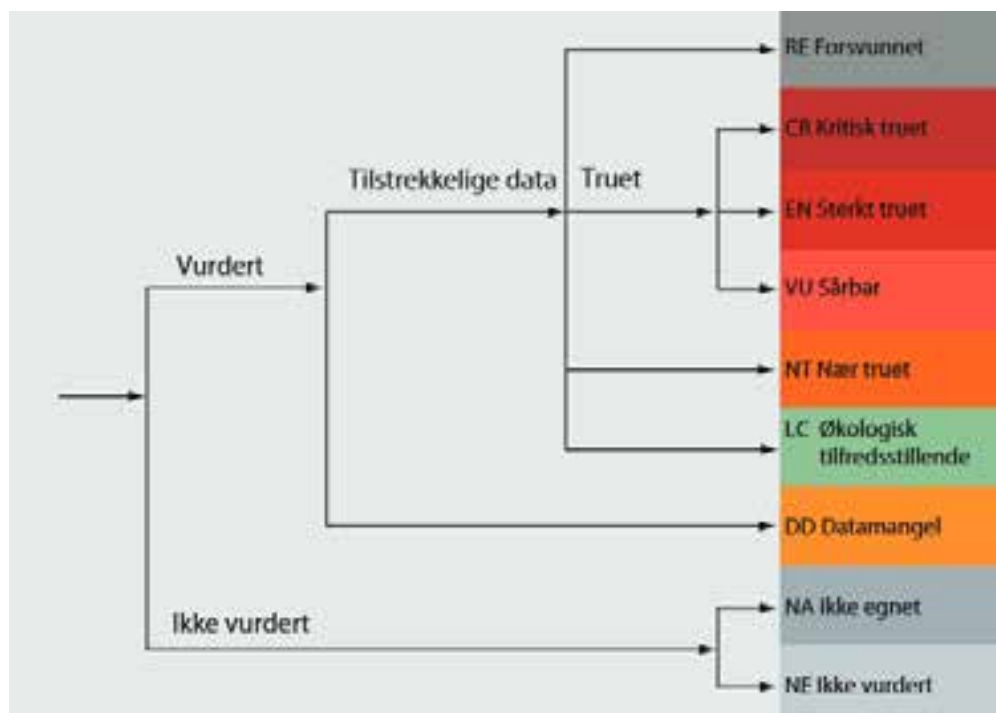 RE Forsvunnet
CR Kritisk truet
Tilstrekkelige data
Truet
EN Sterkt truet
Vurdert
VU Sårbar
NT Nær truet
LC Økologisk
tilfredsstillende
DD Datamangel
NA Ikke egnet
Ikke vurdert
NE Ikke vurdert